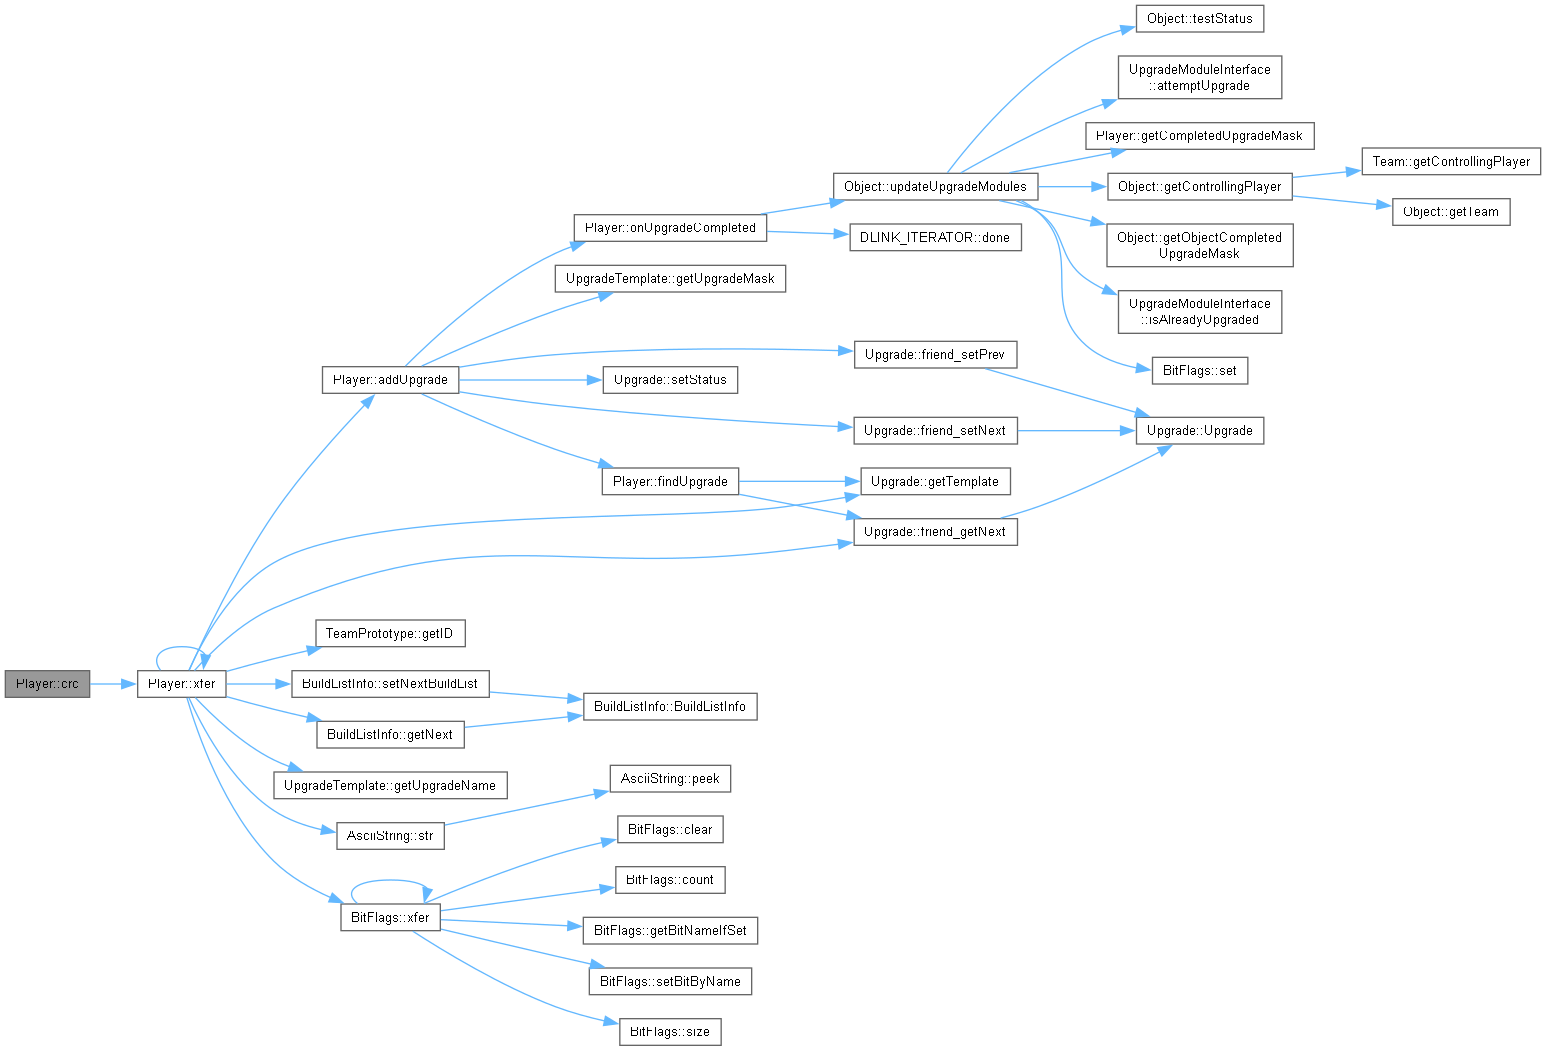 Object::testStatus
UpgradeModuleInterface
::attemptUpgrade
Player::getCompletedUpgradeMask
Team::getControllingPlayer
Object::updateUpgradeModules
Object::getControllingPlayer
Object::getTeam
Player::onUpgradeCompleted
DLINK_ITERATOR::done
Object::getObjectCompleted
UpgradeMask
UpgradeTemplate::getUpgradeMask
UpgradeModuleInterface
::isAlreadyUpgraded
Upgrade::friend_setPrev
BitFlags::set
Player::addUpgrade
Upgrade::setStatus
Upgrade::friend_setNext
Upgrade::Upgrade
Player::findUpgrade
Upgrade::getTemplate
Upgrade::friend_getNext
TeamPrototype::getID
Player::crc
Player::xfer
BuildListInfo::setNextBuildList
BuildListInfo::BuildListInfo
BuildListInfo::getNext
UpgradeTemplate::getUpgradeName
AsciiString::peek
AsciiString::str
BitFlags::clear
BitFlags::count
BitFlags::xfer
BitFlags::getBitNameIfSet
BitFlags::setBitByName
BitFlags::size